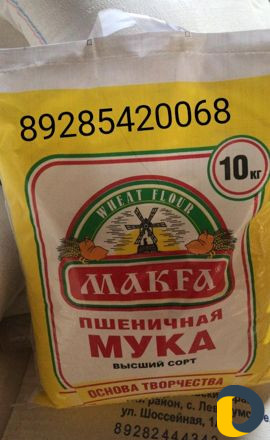 89285420068
10 кг
WHEAT FLOUR
MAKFA
ПШЕНИЧНАЯ
МУКА
ВЫСШИЙ СОРТ
ОСНОВА ТВОРЧЕСТВА
район, с.
ул. Шоссейная,